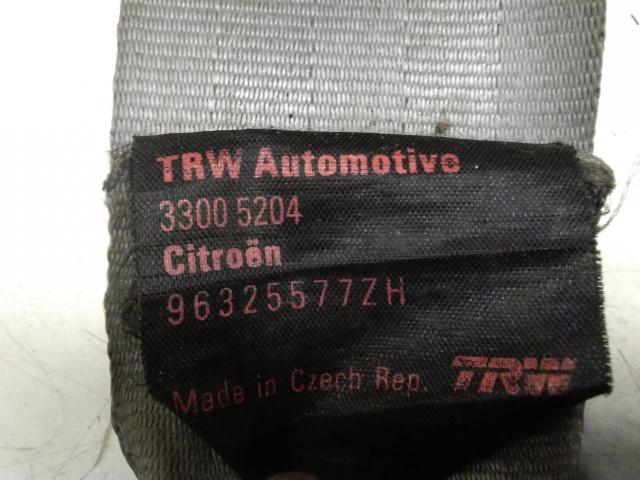 TRW Automotive
3300 5204
Citroën
96325577ZH
Made in Czech Rep. TRW